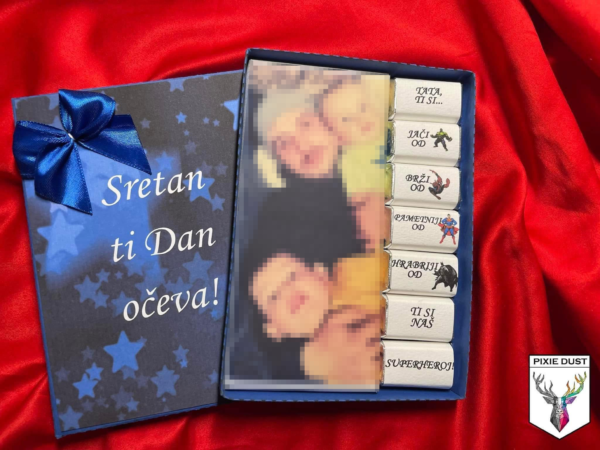 Sretan
ti Dan
očeva!
TATA,
TI SI...
JAČI
OD
BRŽI
OD
PAMETNIJI
OD
HRABRIJI
OD
TI SI
NAŠ
SUPERHEROJ!
PIXIE DUST